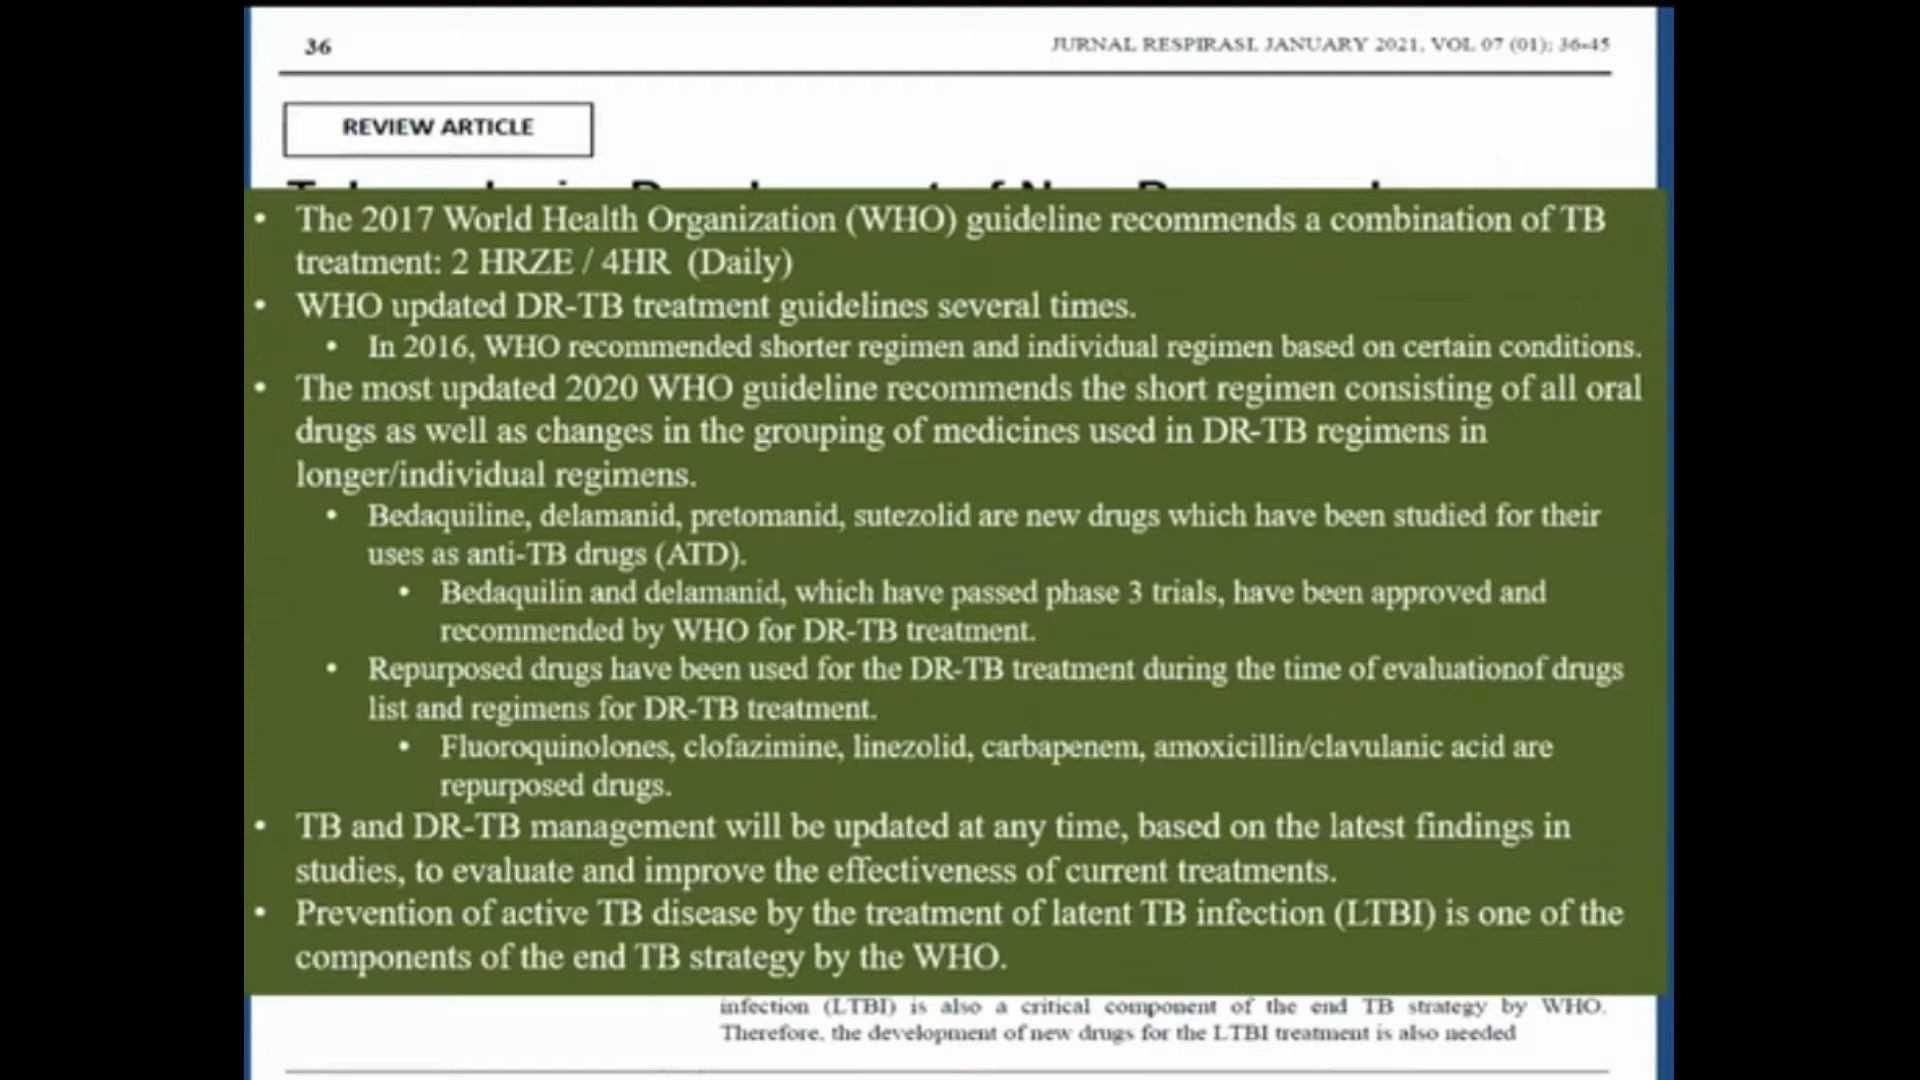 36
JURNAL RESPIRASI, JANUARY 2021, VOL 07 (01); 36-45
REVIEW ARTICLE
• The 2017 World Health Organization (WHO) guideline recommends a combination of TB
treatment: 2 HRZE / 4HR (Daily)
• WHO updated DR-TB treatment guidelines several times.
• In 2016, WHO recommended shorter regimen and individual regimen based on certain conditions.
• The most updated 2020 WHO guideline recommends the short regimen consisting of all oral
drugs as well as changes in the grouping of medicines used in DR-TB regimens in
longer/individual regimens.
• Bedaquiline, delamanid, pretomanid, sutezolid are new drugs which have been studied for their
uses as anti-TB drugs (ATD).
• Bedaquilin and delamanid, which have passed phase 3 trials, have been approved and
recommended by WHO for DR-TB treatment.
• Repurposed drugs have been used for the DR-TB treatment during the time of evaluationof drugs
list and regimens for DR-TB treatment.
• Fluoroquinolones, clofazimine, linezolid, carbapenem, amoxicillin/clavulanic acid are
repurposed drugs.
• TB and DR-TB management will be updated at any time, based on the latest findings in
studies, to evaluate and improve the effectiveness of current treatments.
• Prevention of active TB disease by the treatment of latent TB infection (LTBI) is one of the
components of the end TB strategy by the WHO.
infection (LTBI) is also a critical component of the end TB strategy by WHO.
Therefore, the development of new drugs for the LTBI treatment is also needed